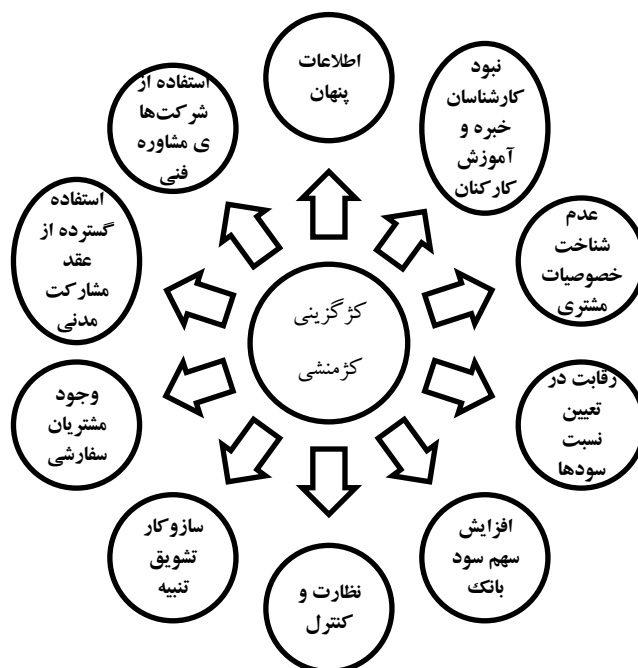 اطلاعات
پنهان
نبود
کارشناسان
خبره و
آموزش
کارکنان
عدم
شناخت
خصوصیات
مشتری
رقابت در
تعیین
نسبت
سودها
افزایش
سهم سود
بانک
نظارت و
کنترل
سازوکار
تشویق
تنبیه
وجود
مشتریان
سفارشی
استفاده
گسترده از
عقد
مشارکت
مدنی
استفاده از
شرکت‌ها
ی مشاوره
فنی
کژگزینی
کژمنشی